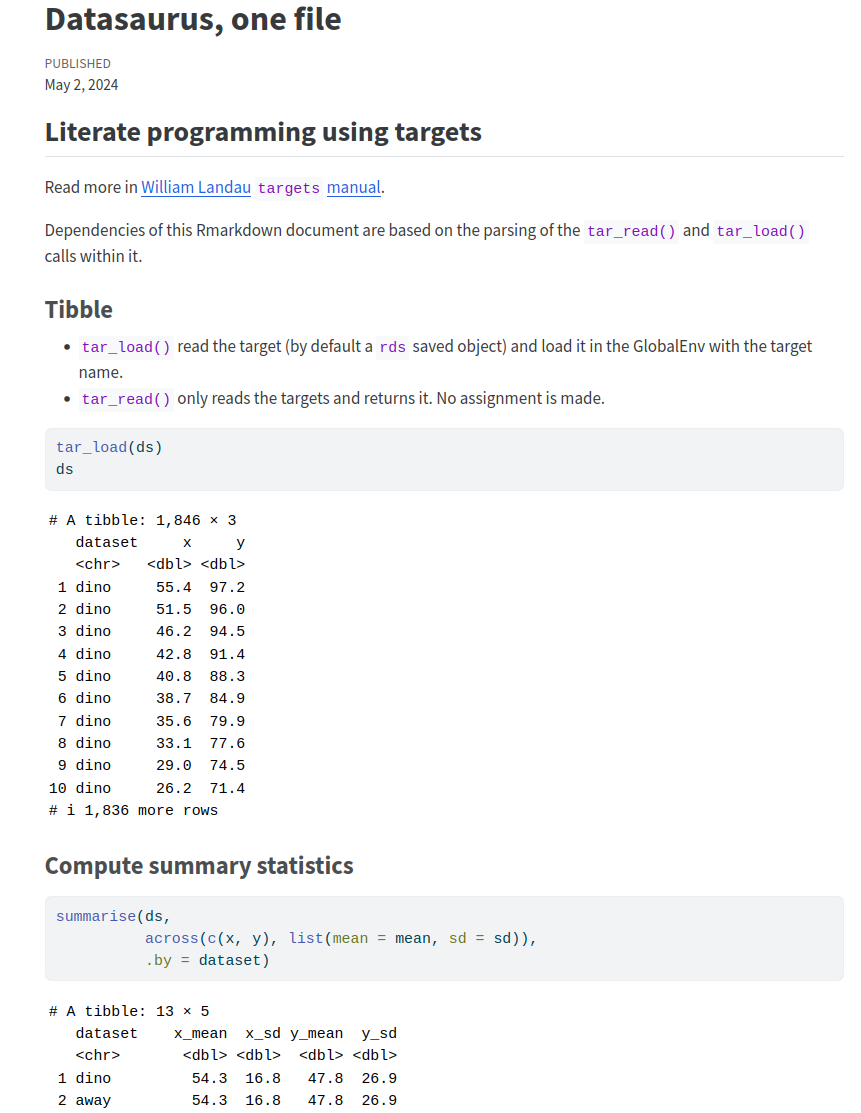 Datasaurus, one file
PUBLISHED
May 2, 2024
Literate programming using targets
Read more in William Landau targets manual.
Dependencies of this Rmarkdown document are based on the parsing of the tar_read() and tar_load()
calls within it.
Tibble
• tar_load() read the target (by default a rds saved object) and load it in the GlobalEnv with the target
name.
• tar_read() only reads the targets and returns it. No assignment is made.
tar_load(ds)
ds
# A tibble: 1,846 × 3
   dataset     x     y
   <chr>   <dbl> <dbl>
 1 dino     55.4  97.2
 2 dino     51.5  96.0
 3 dino     46.2  94.5
 4 dino     42.8  91.4
 5 dino     40.8  88.3
 6 dino     38.7  84.9
 7 dino     35.6  79.9
 8 dino     33.1  77.6
 9 dino     29.0  74.5
10 dino     26.2  71.4
# i 1,836 more rows
Compute summary statistics
summarise(ds,
          across(c(x, y), list(mean = mean, sd = sd)),
          .by = dataset)
# A tibble: 13 × 5
   dataset    x_mean  x_sd y_mean  y_sd
   <chr>       <dbl> <dbl>  <dbl> <dbl>
 1 dino         54.3  16.8   47.8  26.9
 2 away         54.3  16.8   47.8  26.9